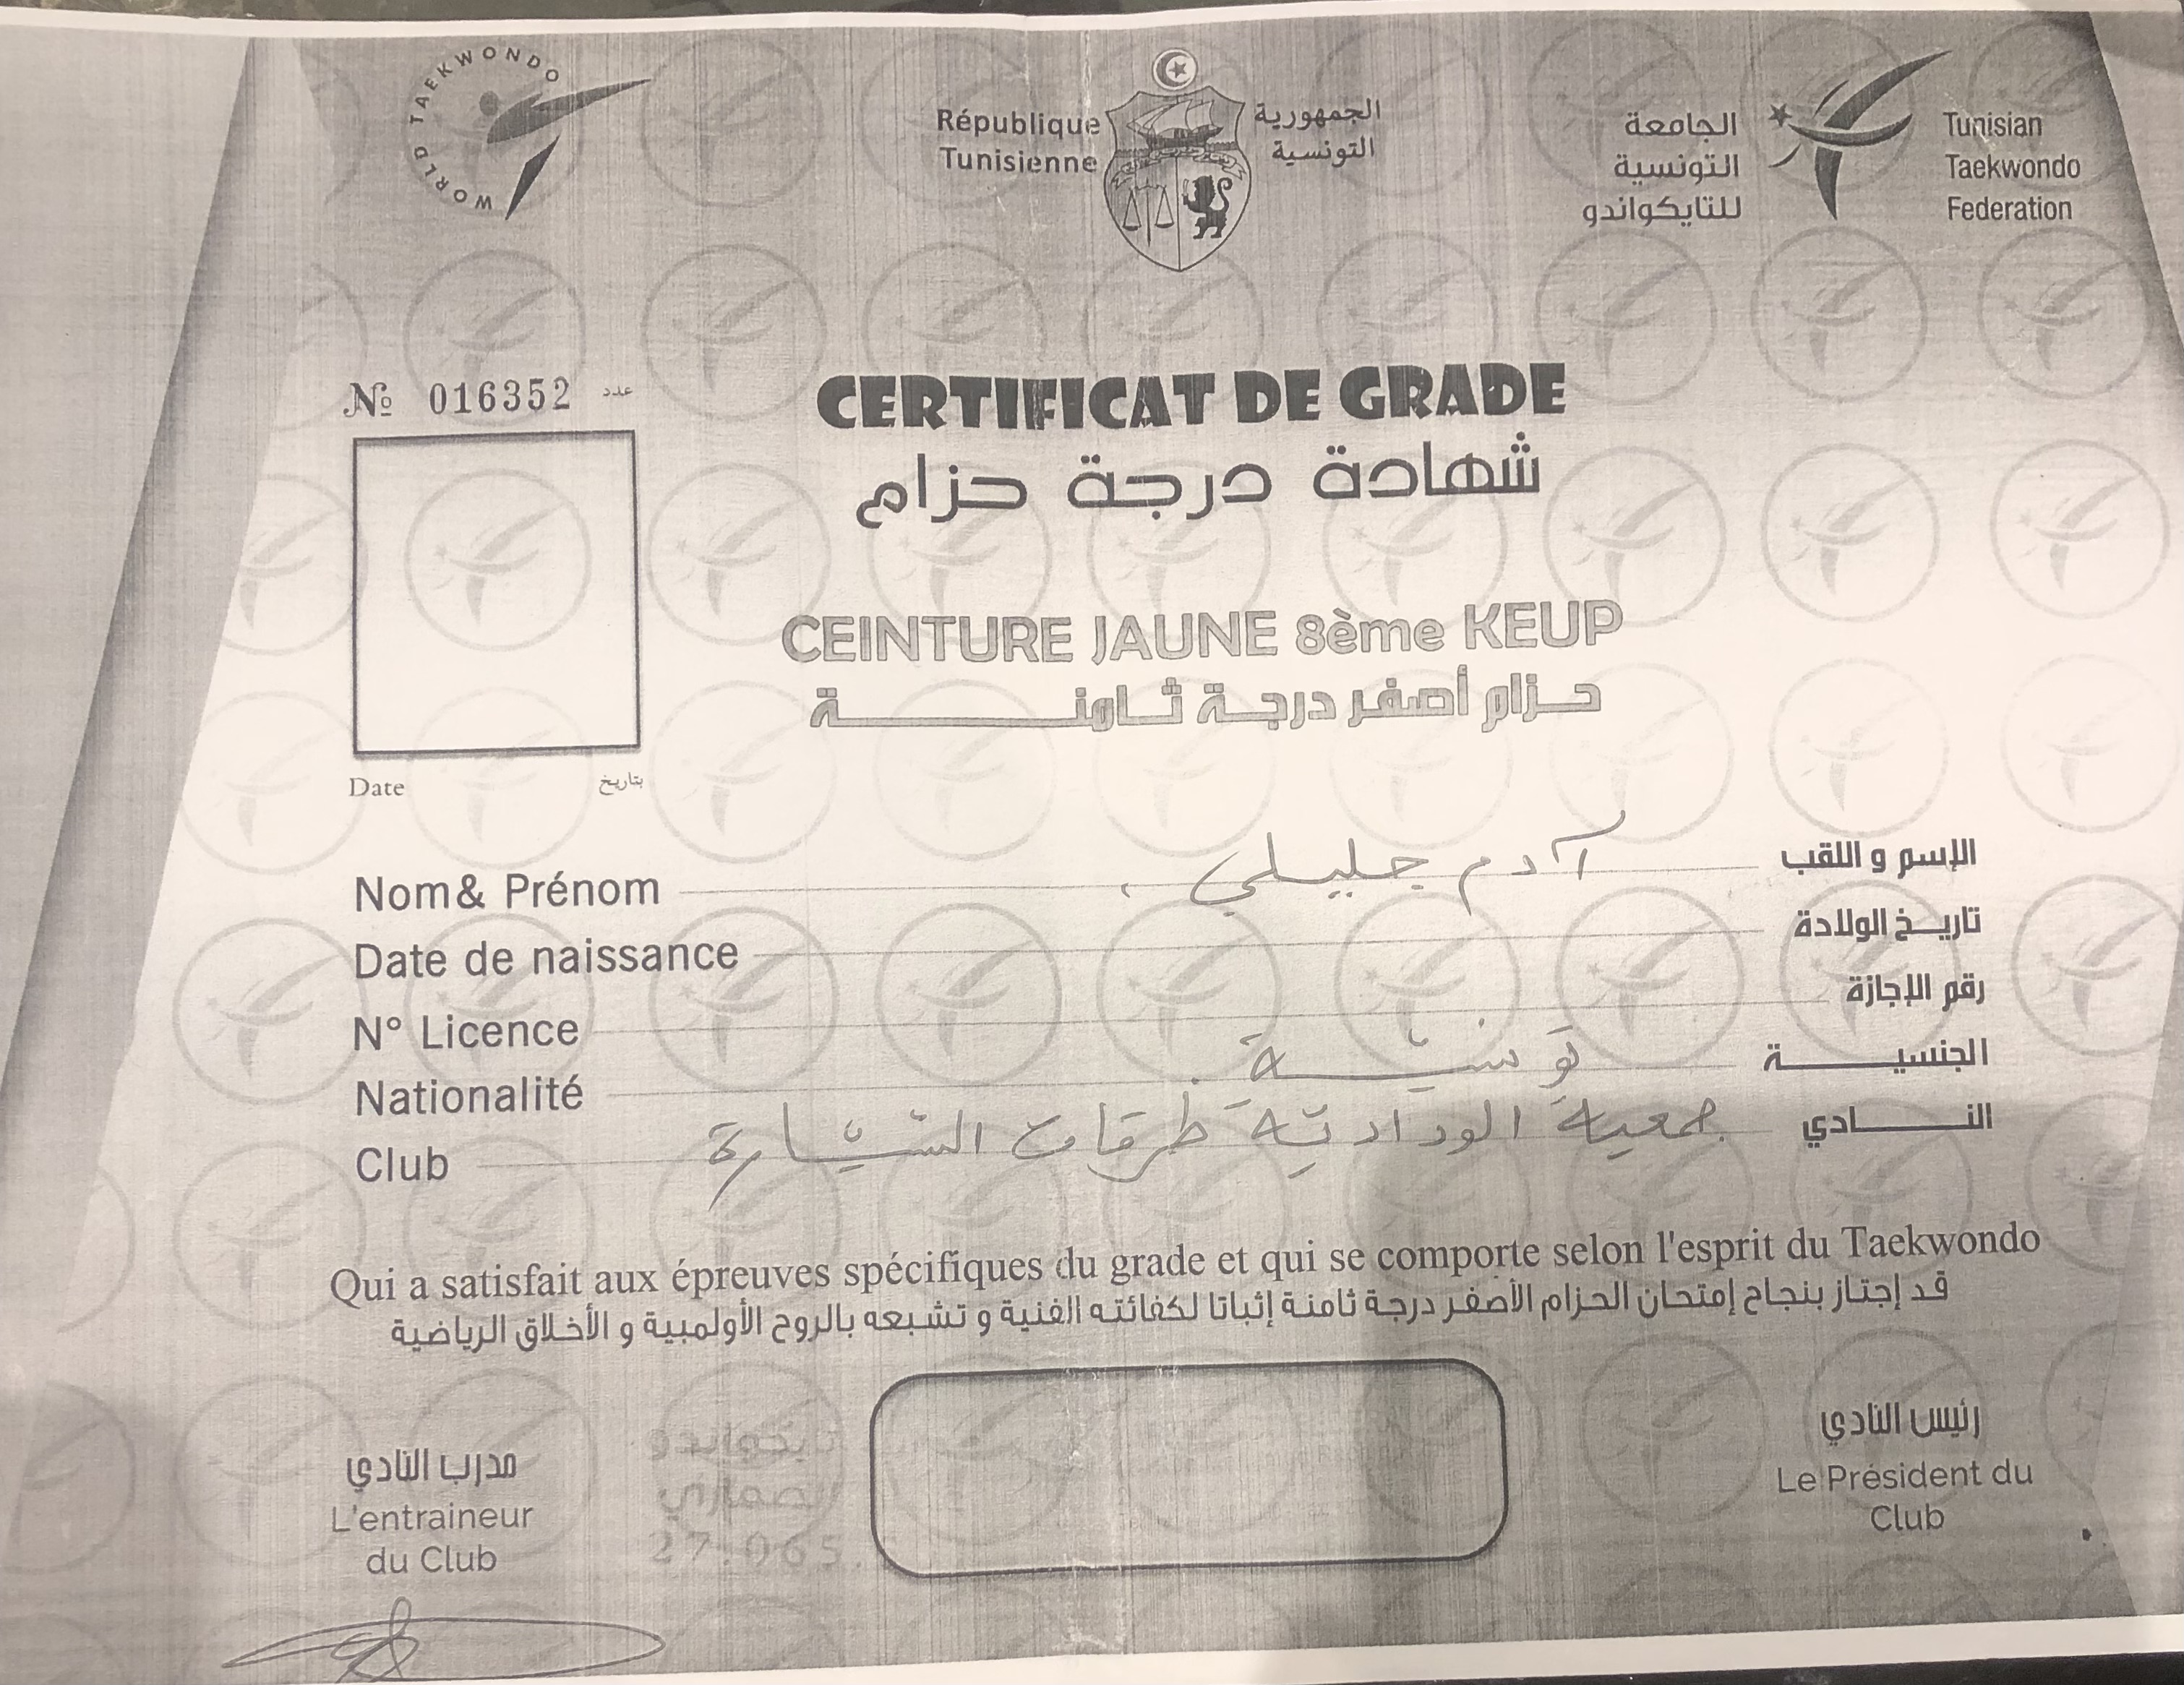 WORLD TAEKWONDO
République Tunisienne
الجمهورية التونسية
الجامعة التونسية للتايكواندو
Tunisian Taekwondo Federation
№ 016352 عدد
CERTIFICAT DE GRADE
شهادة درجة حزام
CEINTURE JAUNE 8ème KEUP
حزام أصفر درجة ثامنة
Date بتاريخ
Nom& Prénom آدم جليلي الإسم و اللقب
Date de naissance تاريخ الولادة
N° Licence رقم الإجازة
Nationalité تونسية الجنسية
Club جمعية الودادية طرقات السيارة النادي
Qui a satisfait aux épreuves spécifiques du grade et qui se comporte selon l'esprit du Taekwondo
قد إجتاز بنجاح إمتحان الحزام الأصفر درجة ثامنة إثباتا لكفائته الفنية و تشبعه بالروح الأولمبية و الأخلاق الرياضية
مدرب النادي
L'entraineur
du Club
27.065.
رئيس النادي
Le Président du
Club